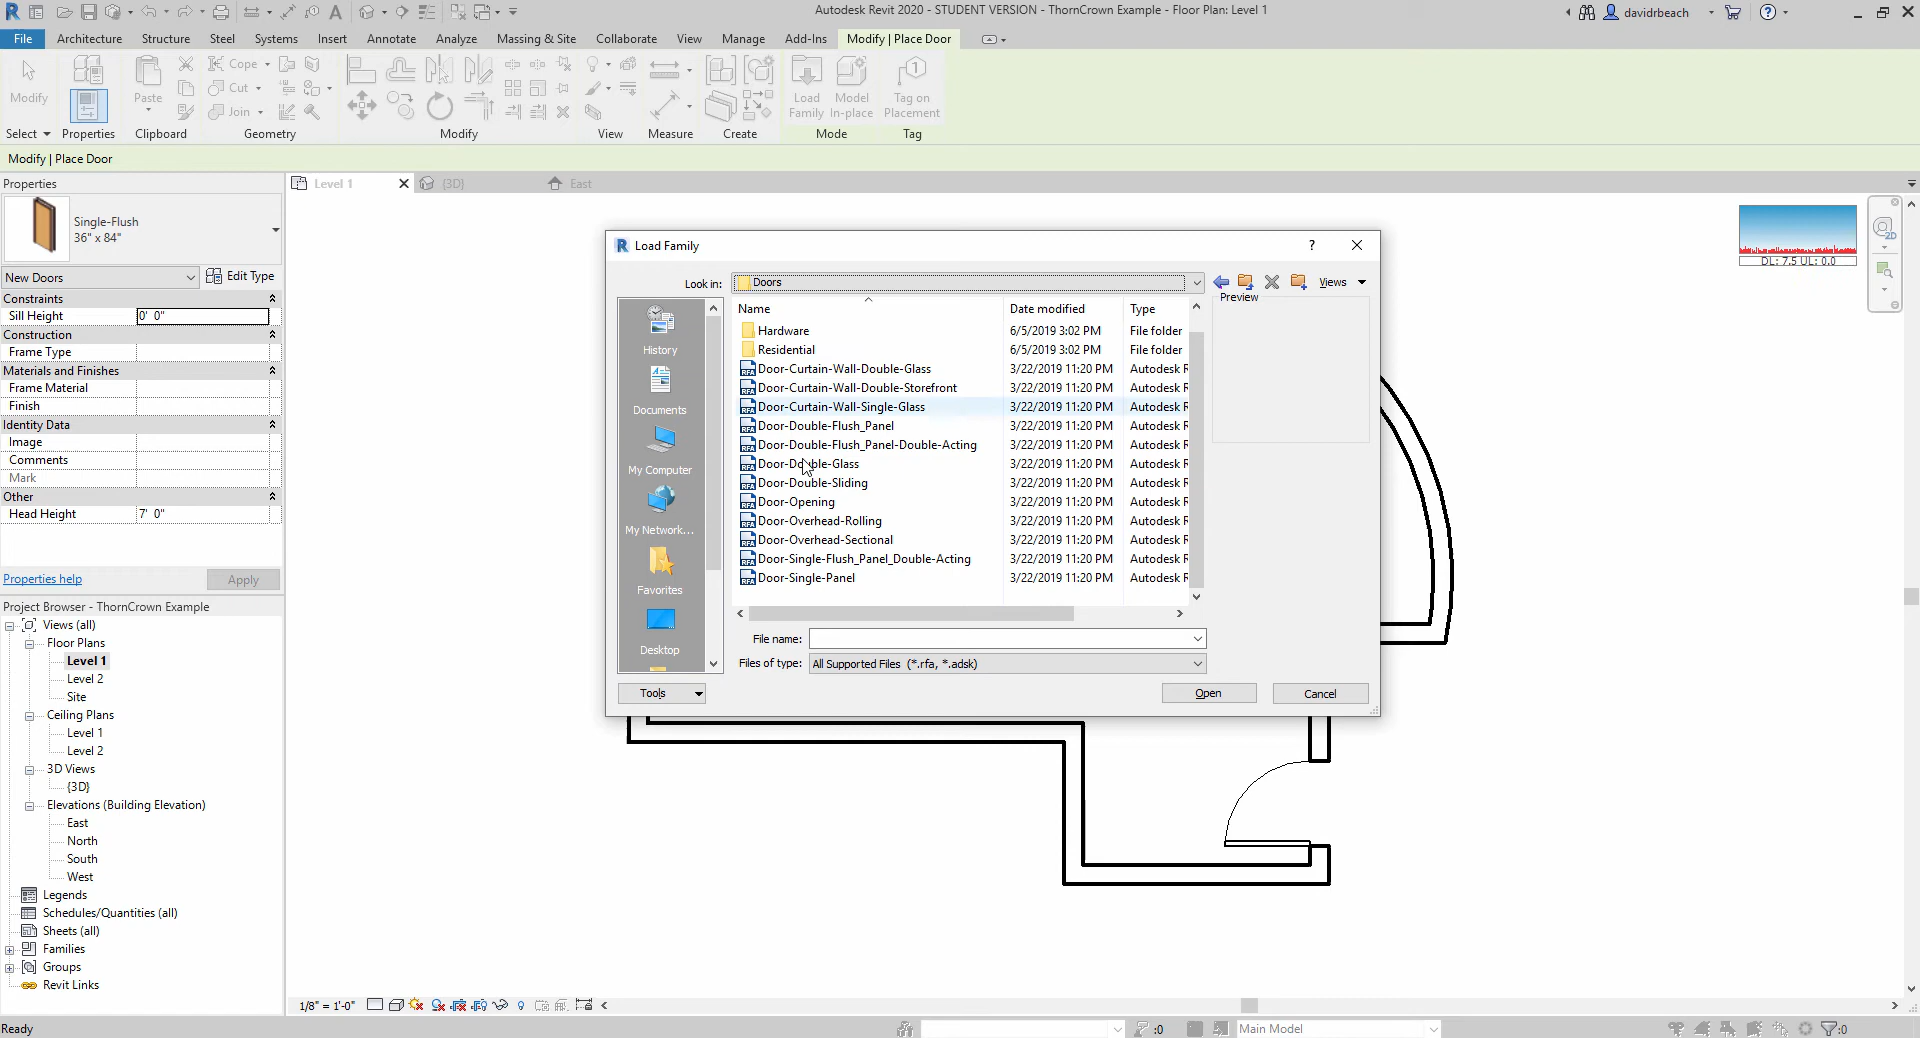 Autodesk Revit 2020 - STUDENT VERSION - ThornCrown Example - Floor Plan: Level 1
davidrbeach
File Architecture Structure Steel Systems Insert Annotate Analyze Massing & Site Collaborate View Manage Add-Ins Modify | Place Door
Modify
Paste
Cope
Cut
Join
Load Family
Model In-place
Tag on Placement
Select Properties Clipboard Geometry Modify View Measure Create Mode Tag
Modify | Place Door
Properties
Level 1 {3D} East
Single-Flush
36" x 84"
New Doors Edit Type
Constraints
Sill Height 0' 0"
Construction
Frame Type
Materials and Finishes
Frame Material
Finish
Identity Data
Image
Comments
Mark
Other
Head Height 7' 0"
Properties help Apply
Project Browser - ThornCrown Example
Views (all)
Floor Plans
Level 1
Level 2
Site
Ceiling Plans
Level 1
Level 2
3D Views
{3D}
Elevations (Building Elevation)
East
North
South
West
Legends
Schedules/Quantities (all)
Sheets (all)
Families
Groups
Revit Links
Load Family
Look in: Doors Views
History
Documents
My Computer
My Network...
Favorites
Desktop
Name Date modified Type
Hardware 6/5/2019 3:02 PM File folder
Residential 6/5/2019 3:02 PM File folder
Door-Curtain-Wall-Double-Glass 3/22/2019 11:20 PM Autodesk R
Door-Curtain-Wall-Double-Storefront 3/22/2019 11:20 PM Autodesk R
Door-Curtain-Wall-Single-Glass 3/22/2019 11:20 PM Autodesk R
Door-Double-Flush_Panel 3/22/2019 11:20 PM Autodesk R
Door-Double-Flush_Panel-Double-Acting 3/22/2019 11:20 PM Autodesk R
Door-Double-Glass 3/22/2019 11:20 PM Autodesk R
Door-Double-Sliding 3/22/2019 11:20 PM Autodesk R
Door-Opening 3/22/2019 11:20 PM Autodesk R
Door-Overhead-Rolling 3/22/2019 11:20 PM Autodesk R
Door-Overhead-Sectional 3/22/2019 11:20 PM Autodesk R
Door-Single-Flush_Panel_Double-Acting 3/22/2019 11:20 PM Autodesk R
Door-Single-Panel 3/22/2019 11:20 PM Autodesk R
Preview
File name:
Files of type: All Supported Files (*.rfa, *.adsk)
Tools Open Cancel
DL: 7.5 UL: 0.0
2D
1/8" = 1'-0"
Ready
:0
Main Model
:0